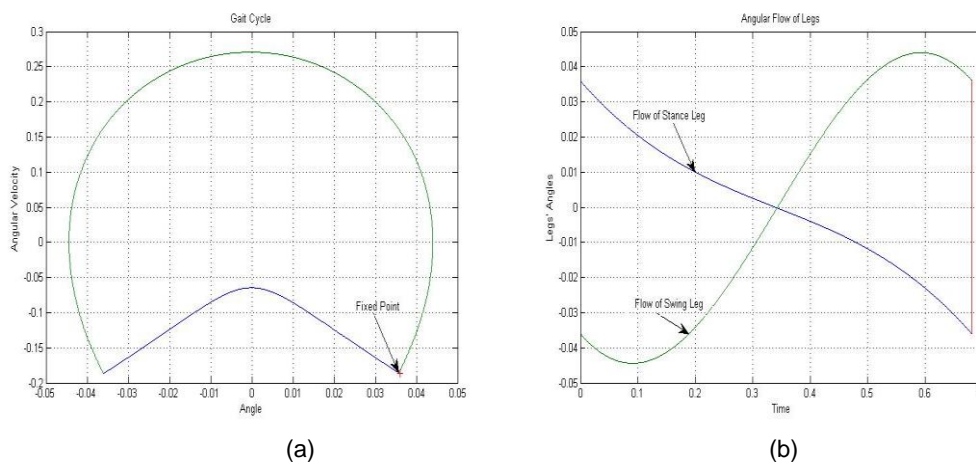 Gait Cycle
0.3
0.25
0.2
0.15
0.1
0.05
0
-0.05
-0.1
-0.15
-0.2
Angular Velocity
Fixed Point
-0.05 -0.04 -0.03 -0.02 -0.01 0 0.01 0.02 0.03 0.04 0.05
Angle
(a)
Angular Flow of Legs
0.05
0.04
0.03
0.02
0.01
0
-0.01
-0.02
-0.03
-0.04
-0.05
Legs' Angles
Flow of Stance Leg
Flow of Swing Leg
0 0.1 0.2 0.3 0.4 0.5 0.6
Time
(b)